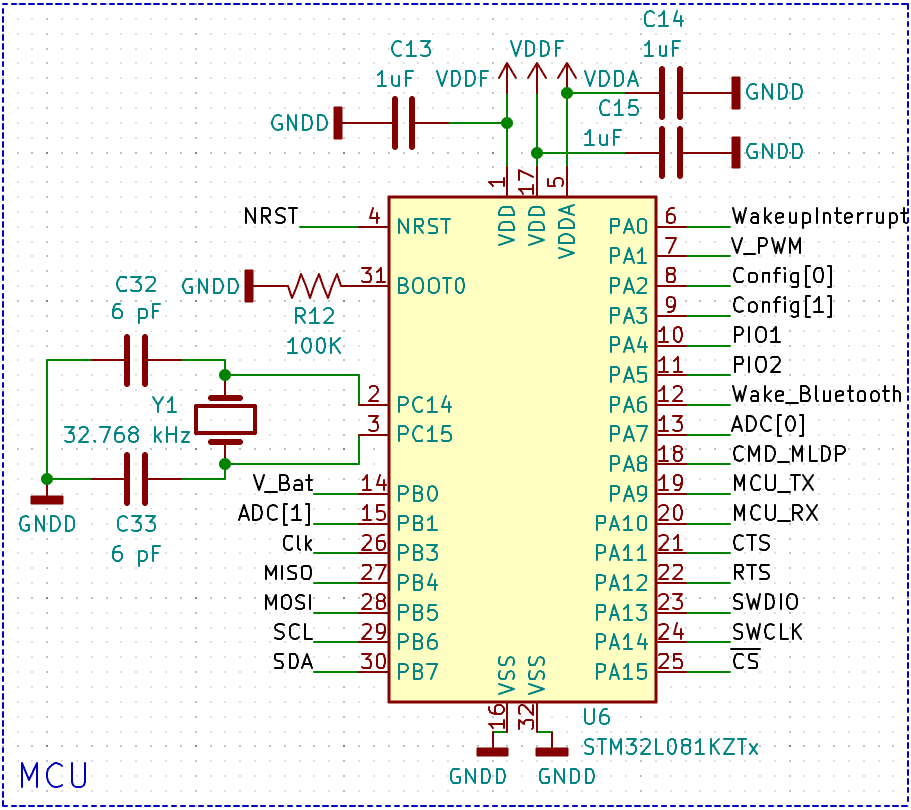 C14
1uF
C13
1uF
VDDF
VDDF
VDDA
GNDD
GNDD
C15
1uF
GNDD
1
17
5
VDD
VDD
VDDA
NRST
4
NRST
GNDD
31
BOOT0
R12
100K
C32
6 pF
Y1
32.768 kHz
2
PC14
3
PC15
GNDD
C33
6 pF
V_Bat
14
PB0
ADC[1]
15
PB1
Clk
26
PB3
MISO
27
PB4
MOSI
28
PB5
SCL
29
PB6
SDA
30
PB7
PA0
6
WakeupInterrupt
PA1
7
V_PWM
PA2
8
Config[0]
PA3
9
Config[1]
PA4
10
PIO1
PA5
11
PIO2
PA6
12
Wake_Bluetooth
PA7
13
ADC[0]
PA8
18
CMD_MLDP
PA9
19
MCU_TX
PA10
20
MCU_RX
PA11
21
CTS
PA12
22
RTS
PA13
23
SWDIO
PA14
24
SWCLK
PA15
25
CS
VSS
VSS
16
32
GNDD
GNDD
U6
STM32L081KZTx
MCU